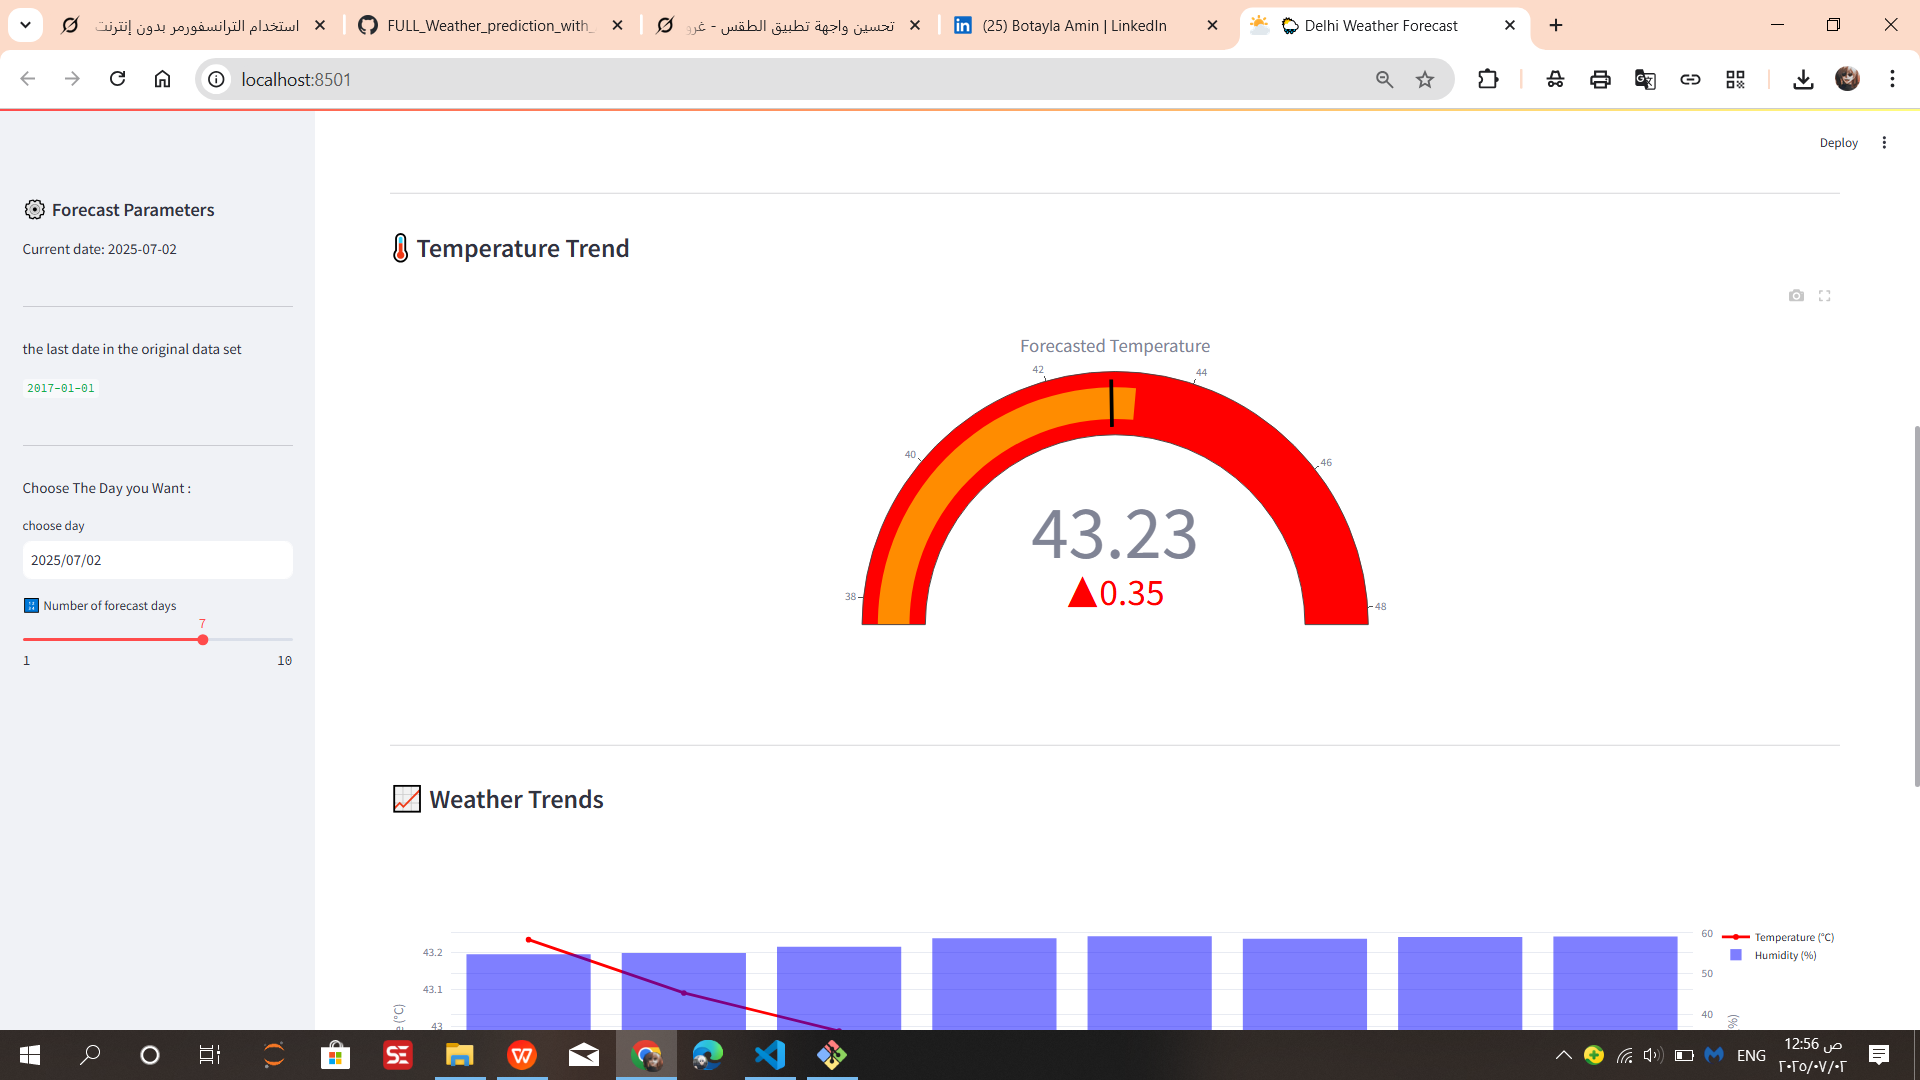 استخدام الترانسفورمر بدون إنترنت
FULL_Weather_prediction_with_
تحسين واجهة تطبيق الطقس - غرو
(25) Botayla Amin | LinkedIn
Delhi Weather Forecast
localhost:8501
Deploy
Forecast Parameters
Current date: 2025-07-02
the last date in the original data set
2017-01-01
Choose The Day you Want :
choose day
2025/07/02
Number of forecast days
7
1 10
Temperature Trend
Forecasted Temperature
38
40
42
44
46
48
43.23
▲0.35
Weather Trends
43.2
43.1
43
e (°C)
60
50
40
%)
Temperature (°C)
Humidity (%)
ENG
12:56 ص
٢٠٢٥/٠٧/٠٢